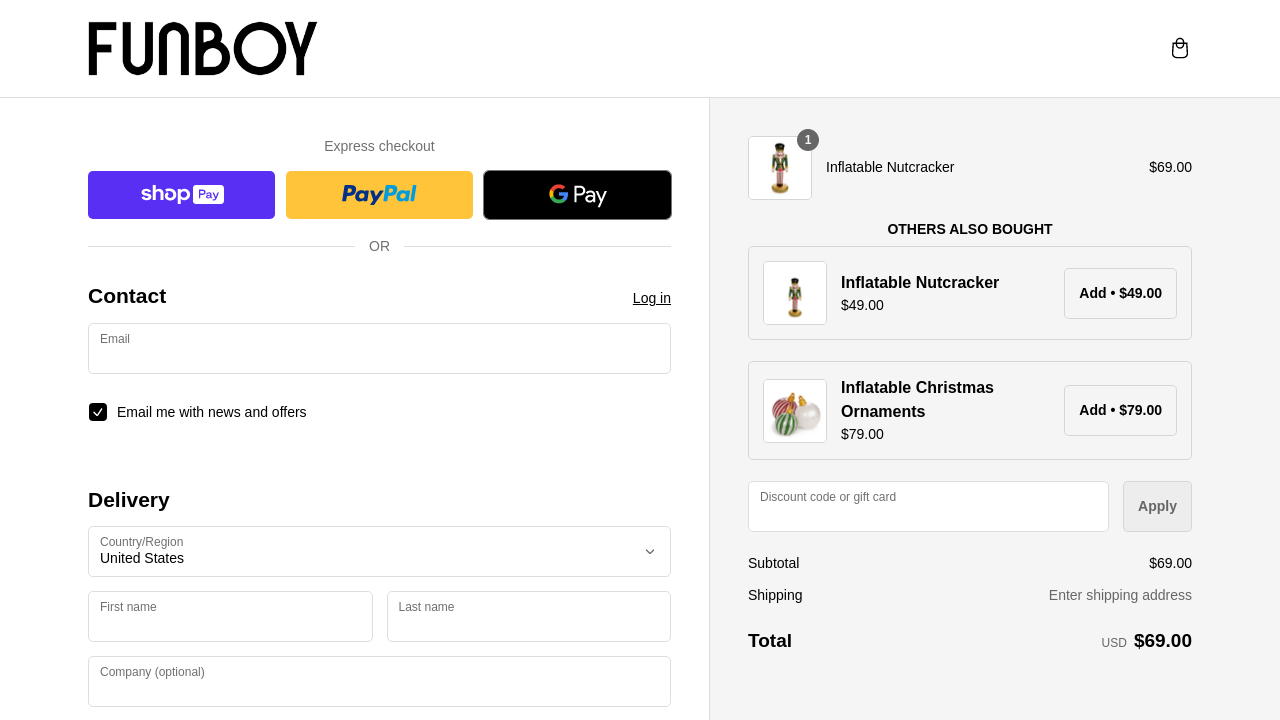 FUNBOY
Express checkout
shop Pay
PayPal
G Pay
OR
Contact
Log in
Email
Email me with news and offers
Delivery
Country/Region
United States
First name
Last name
Company (optional)
1
Inflatable Nutcracker
$69.00
OTHERS ALSO BOUGHT
Inflatable Nutcracker
$49.00
Add • $49.00
Inflatable Christmas
Ornaments
$79.00
Add • $79.00
Discount code or gift card
Apply
Subtotal
$69.00
Shipping
Enter shipping address
Total
USD $69.00